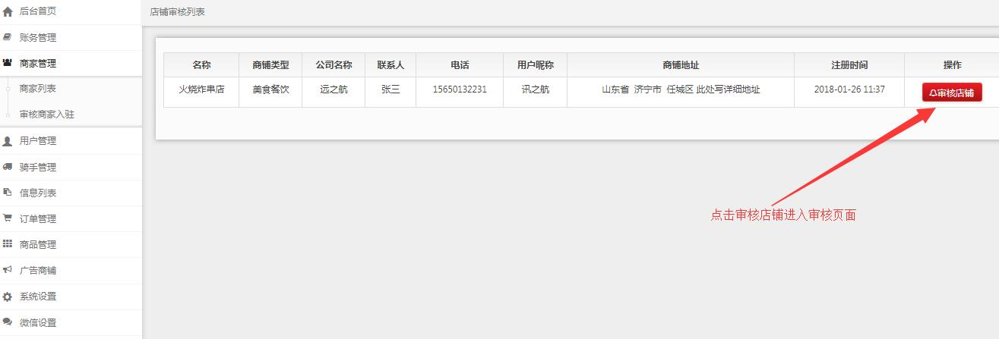 后台首页
店铺审核列表
账务管理
商家管理
商家列表
审核商家入驻
用户管理
骑手管理
信息列表
订单管理
商品管理
广告商铺
系统设置
微信设置
名称 商铺类型 公司名称 联系人 电话 用户昵称 商铺地址 注册时间 操作
火烧炸串店 美食餐饮 远之航 张三 15650132231 讯之航 山东省 济宁市 任城区 此处写详细地址 2018-01-26 11:37 审核店铺
点击审核店铺进入审核页面